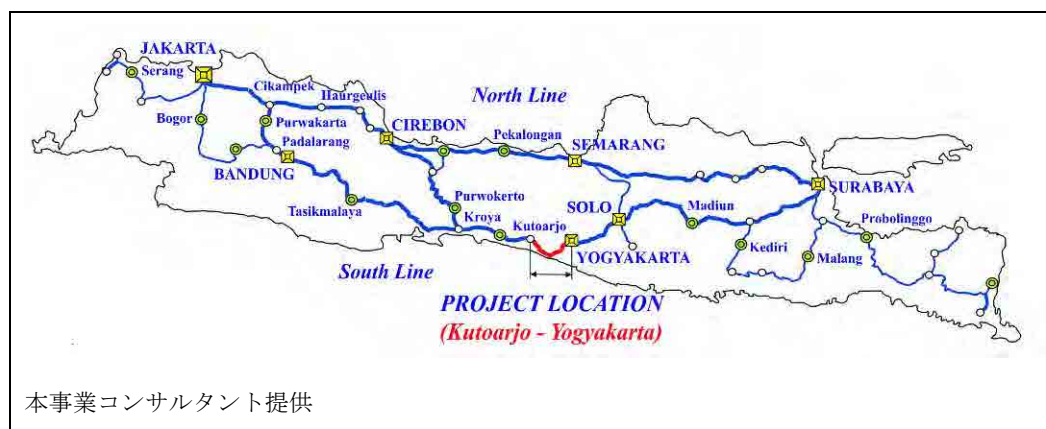 JAKARTA
Serang
Cikampek
Haurgeulis
North Line
Bogor
Purwakarta
CIREBON
Pekalongan
SEMARANG
Padalarang
BANDUNG
SURABAYA
Purwokerto
SOLO
Madiun
Tasikmalaya
Kroya
Probolinggo
Kutoarjo
Kediri
YOGYAKARTA
Malang
South Line
PROJECT LOCATION
(Kutoarjo - Yogyakarta)
本事業コンサルタント提供